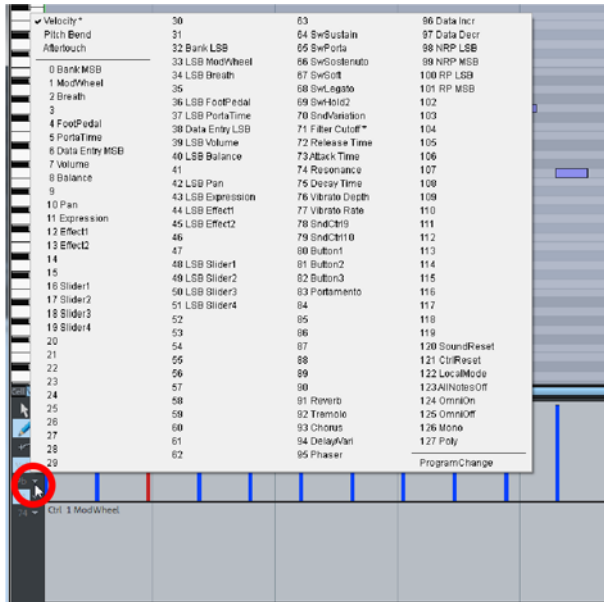 Velocity *
Pitch Bend
Aftertouch
0 Bank MSB
1 ModWheel
2 Breath
3
4 FootPedal
5 PortaTime
6 Data Entry MSB
7 Volume
8 Balance
9
10 Pan
11 Expression
12 Effect1
13 Effect2
14
15
16 Slider1
17 Slider2
18 Slider3
19 Slider4
20
21
22
23
24
25
26
27
28
29
30
31
32 Bank LSB
33 LSB ModWheel
34 LSB Breath
35
36 LSB FootPedal
37 LSB PortaTime
38 Data Entry LSB
39 LSB Volume
40 LSB Balance
41
42 LSB Pan
43 LSB Expression
44 LSB Effect1
45 LSB Effect2
46
47
48 LSB Slider1
49 LSB Slider2
50 LSB Slider3
51 LSB Slider4
52
53
54
55
56
57
58
59
60
61
62
63
64 SwSustain
65 SwPorta
66 SwSostenuto
67 SwSoft
68 SwLegato
69 SwHold2
70 SndVariation
71 Filter Cutoff *
72 Release Time
73 Attack Time
74 Resonance
75 Decay Time
76 Vibrato Depth
77 Vibrato Rate
78 SndCtrl9
79 SndCtrl10
80 Button1
81 Button2
82 Button3
83 Portamento
84
85
86
87
88
89
90
91 Reverb
92 Tremolo
93 Chorus
94 Delay/Vari
95 Phaser
96 Data Incr
97 Data Decr
98 NRP LSB
99 NRP MSB
100 RP LSB
101 RP MSB
102
103
104
105
106
107
108
109
110
111
112
113
114
115
116
117
118
119
120 SoundReset
121 CtrlReset
122 LocalMode
123 AllNotesOff
124 OmniOn
125 OmniOff
126 Mono
127 Poly
ProgramChange
Ctrl 1 ModWheel